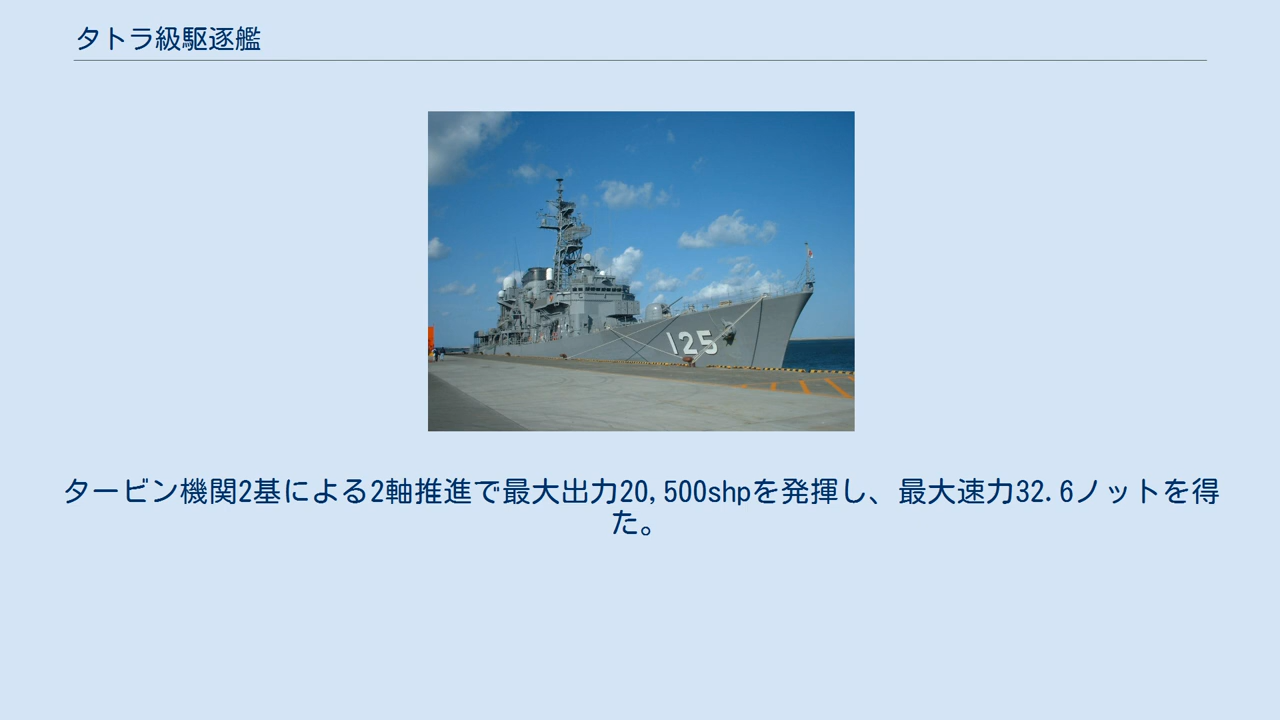 タトラ級駆逐艦
125
タービン機関2基による2軸推進で最大出力20,500shpを発揮し、最大速力32.6ノットを得
た。